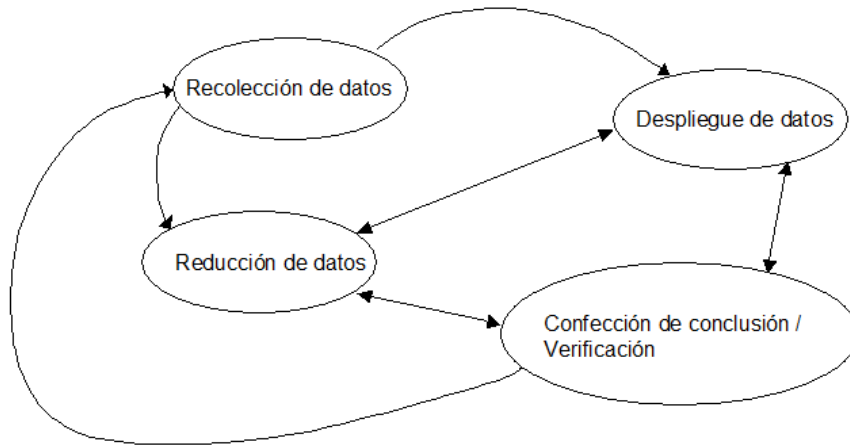 Recolección de datos
Despliegue de datos
Reducción de datos
Confección de conclusión /
Verificación